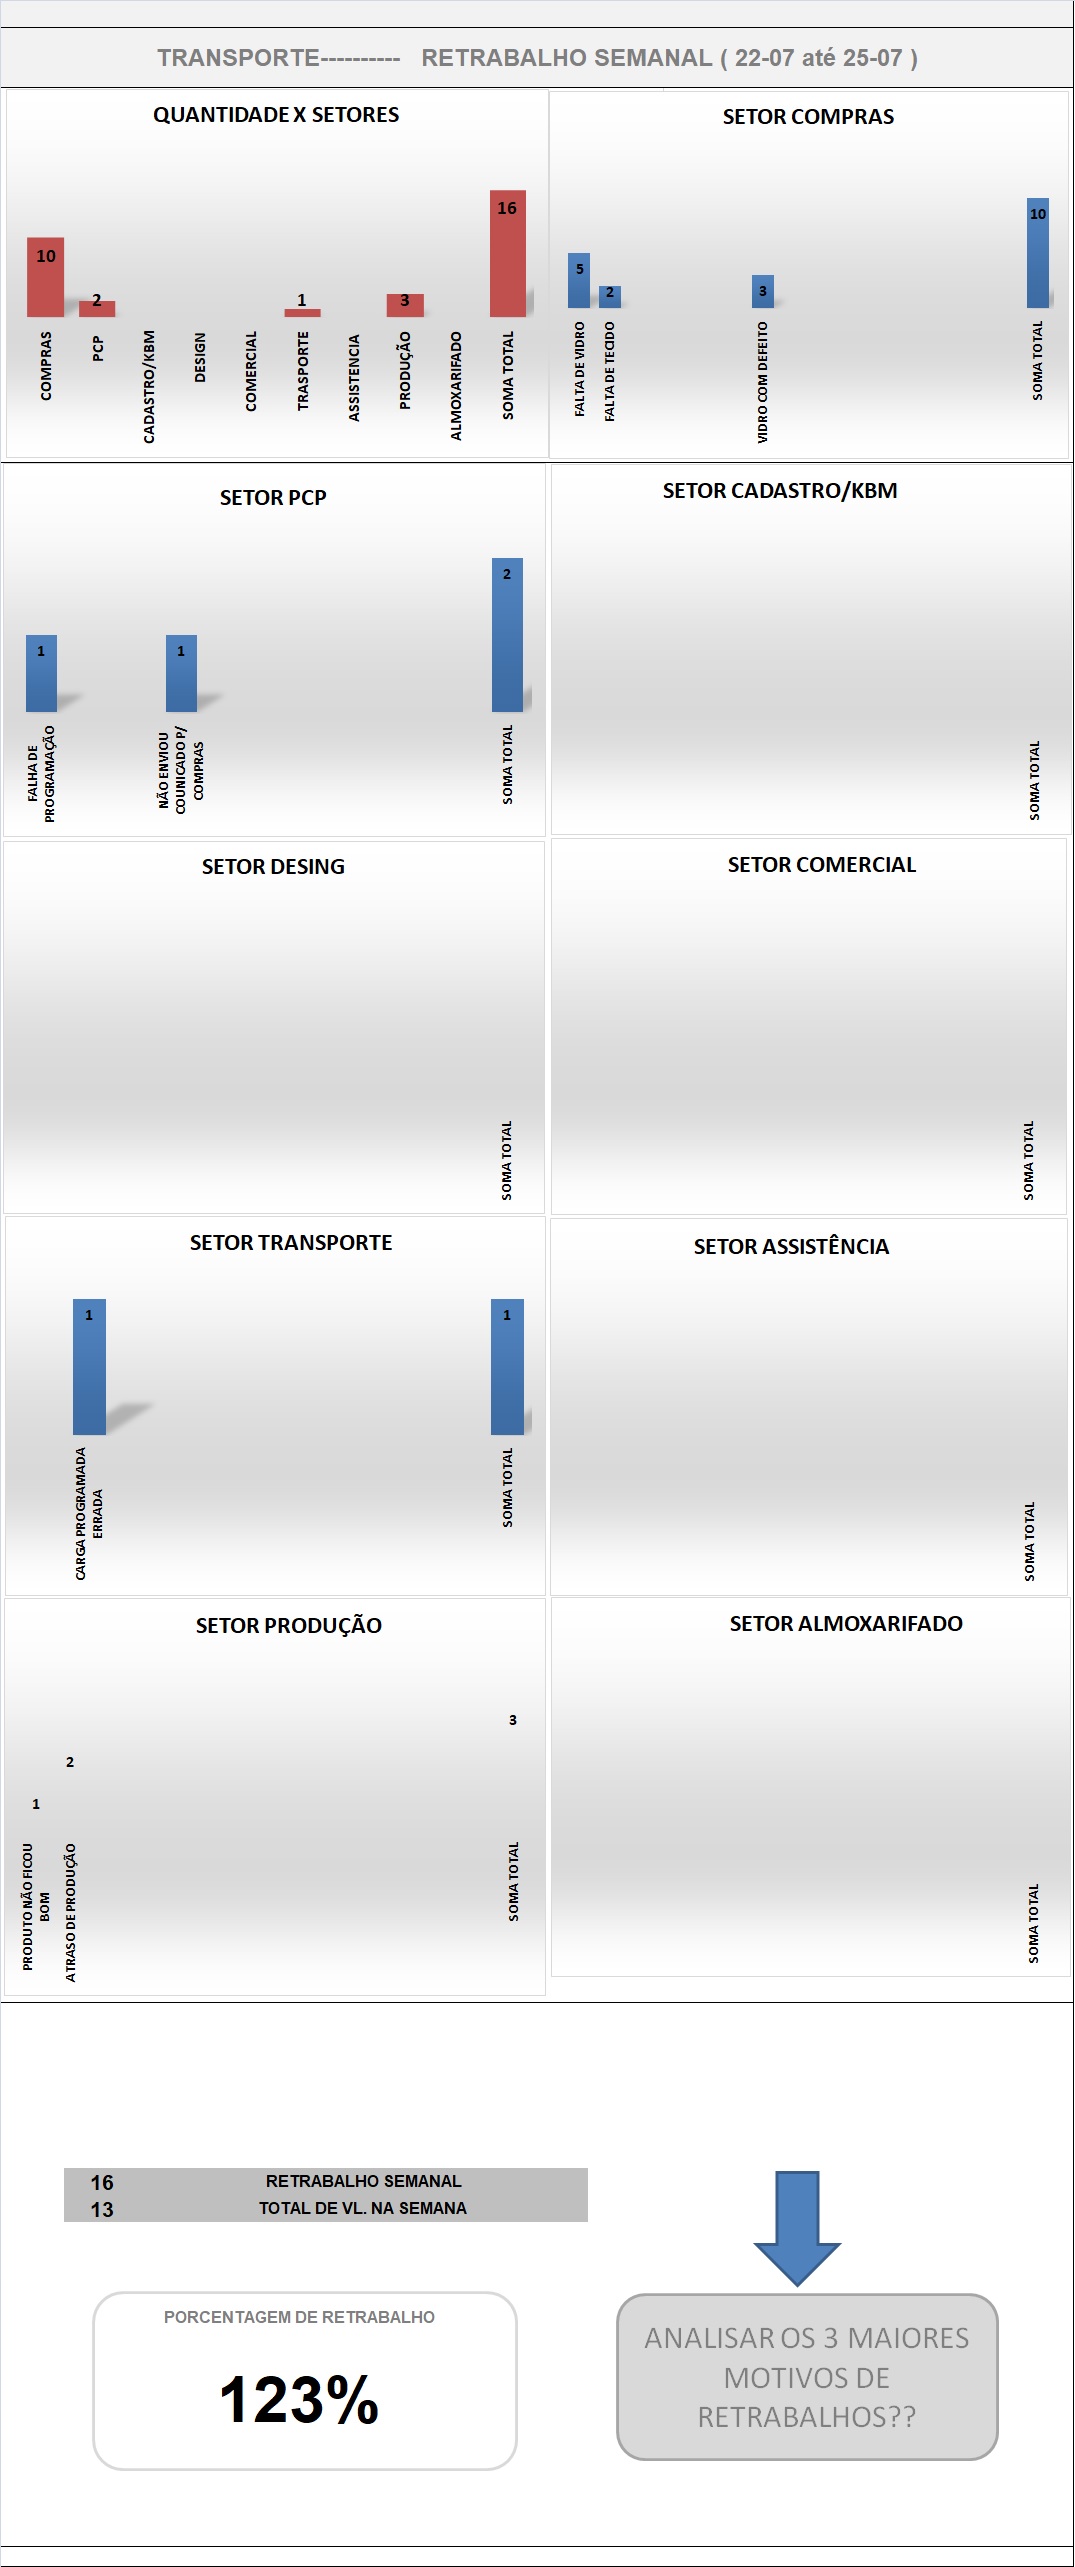 TRANSPORTE---------- RETRABALHO SEMANAL ( 22-07 até 25-07 )
QUANTIDADE X SETORES
10
2
1
3
16
COMPRAS
PCP
CADASTRO/KBM
DESIGN
COMERCIAL
TRASPORTE
ASSISTENCIA
PRODUÇÃO
ALMOXARIFADO
SOMA TOTAL
SETOR COMPRAS
5
2
3
10
FALTA DE VIDRO
FALTA DE TECIDO
VIDRO COM DEFEITO
SOMA TOTAL
SETOR PCP
1
1
2
FALHA DE
PROGRAMAÇÃO
NÃO ENVIOU
COUNICADO P/
COMPRAS
SOMA TOTAL
SETOR CADASTRO/KBM
SOMA TOTAL
SETOR DESING
SOMA TOTAL
SETOR COMERCIAL
SOMA TOTAL
SETOR TRANSPORTE
1
1
CARGA PROGRAMADA
ERRADA
SOMA TOTAL
SETOR ASSISTÊNCIA
SOMA TOTAL
SETOR PRODUÇÃO
1
2
3
PRODUTO NÃO FICOU
BOM
ATRASO DE PRODUÇÃO
SOMA TOTAL
SETOR ALMOXARIFADO
SOMA TOTAL
16 RETRABALHO SEMANAL
13 TOTAL DE VL. NA SEMANA
PORCENTAGEM DE RETRABALHO
123%
ANALISAR OS 3 MAIORES
MOTIVOS DE
RETRABALHOS??